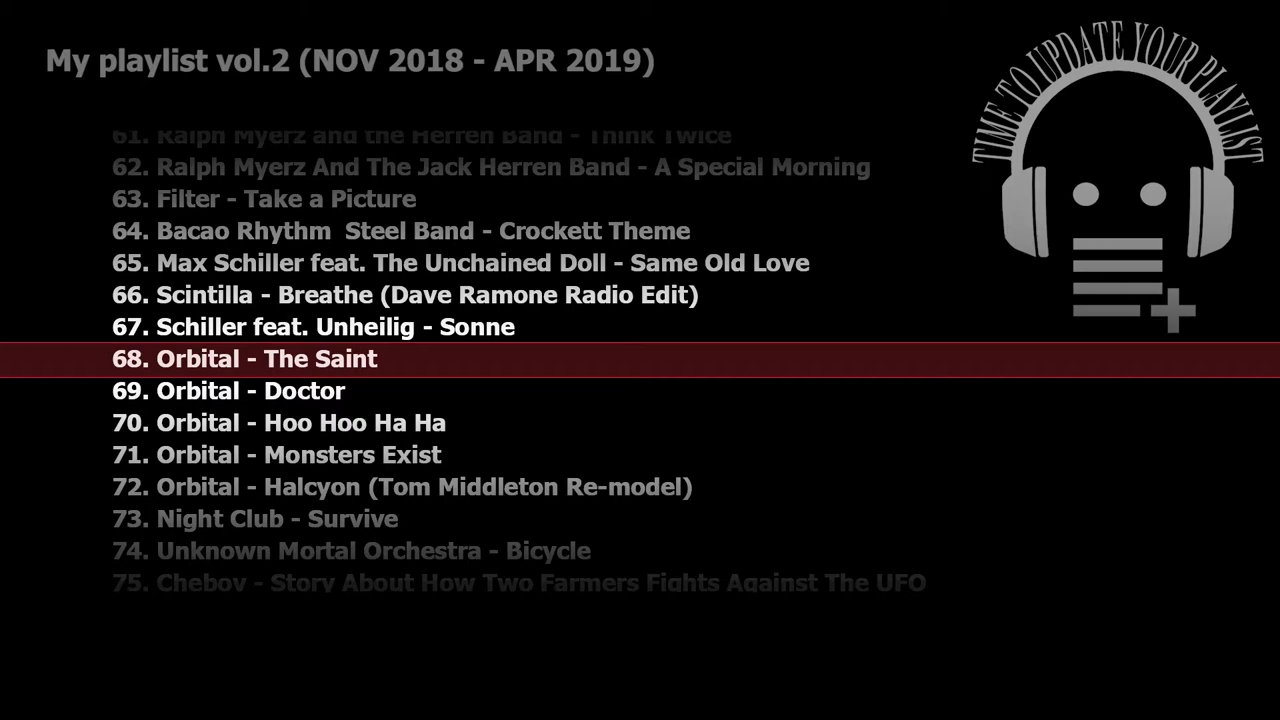 My playlist vol.2 (NOV 2018 - APR 2019)
TIME TO UPDATE YOUR PLAYLIST
61. Ralph Myerz and the Herren Band - Think Twice
62. Ralph Myerz And The Jack Herren Band - A Special Morning
63. Filter - Take a Picture
64. Bacao Rhythm  Steel Band - Crockett Theme
65. Max Schiller feat. The Unchained Doll - Same Old Love
66. Scintilla - Breathe (Dave Ramone Radio Edit)
67. Schiller feat. Unheilig - Sonne
68. Orbital - The Saint
69. Orbital - Doctor
70. Orbital - Hoo Hoo Ha Ha
71. Orbital - Monsters Exist
72. Orbital - Halcyon (Tom Middleton Re-model)
73. Night Club - Survive
74. Unknown Mortal Orchestra - Bicycle
75. Chebov - Story About How Two Farmers Fights Against The UFO